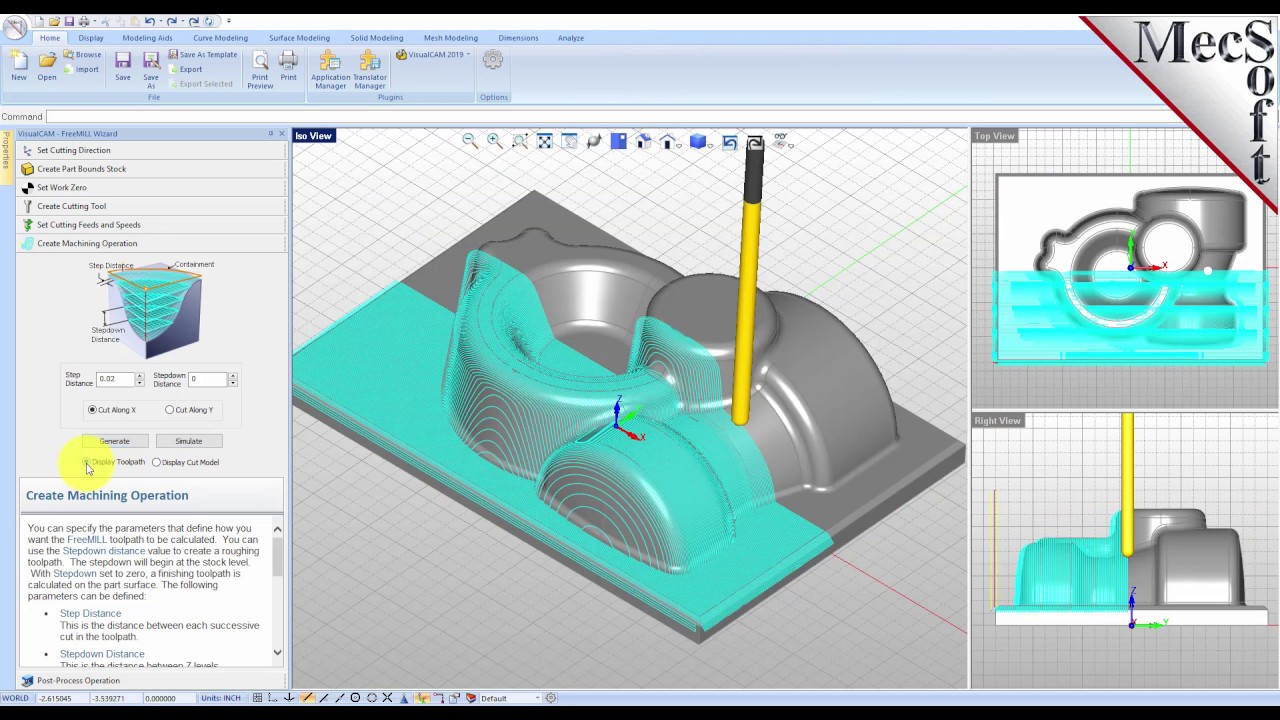 MecSoft
Home Display Modeling Aids Curve Modeling Surface Modeling Solid Modeling Mesh Modeling Dimensions Analyze
New
Open
Browse
Import
Save
Save As
Save As Template
Export
Export Selected
Print Preview
Print
Application Manager
Translator Manager
VisualCAM 2019
File
Plugins
Options
Command
Properties
VisualCAM - FreeMILL Wizard
Set Cutting Direction
Create Part Bounds Stock
Set Work Zero
Create Cutting Tool
Set Cutting Feeds and Speeds
Create Machining Operation
Step Distance
Containment
Stepdown Distance
Step Distance 0.02
Stepdown Distance 0
Cut Along X
Cut Along Y
Generate
Simulate
Display Toolpath
Display Cut Model
Create Machining Operation
You can specify the parameters that define how you
want the FreeMILL toolpath to be calculated. You can
use the Stepdown distance value to create a roughing
toolpath. The stepdown will begin at the stock level.
With Stepdown set to zero, a finishing toolpath is
calculated on the part surface. The following
parameters can be defined:
• Step Distance
This is the distance between each successive
cut in the toolpath.
• Stepdown Distance
This is the distance between Z levels
Post-Process Operation
Iso View
Z
X
Top View
X
Right View
Z
Y
WORLD -2.615045 -3.539271 0.000000 Units: INCH
Default